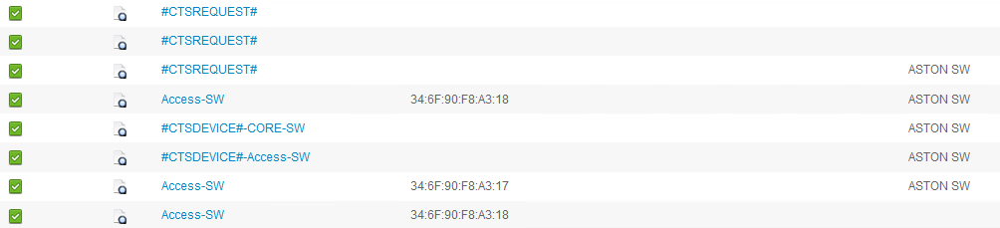 #CTSREQUEST#
#CTSREQUEST#
#CTSREQUEST# ASTON SW
Access-SW 34:6F:90:F8:A3:18 ASTON SW
#CTSDEVICE#-CORE-SW ASTON SW
#CTSDEVICE#-Access-SW ASTON SW
Access-SW 34:6F:90:F8:A3:17 ASTON SW
Access-SW 34:6F:90:F8:A3:18